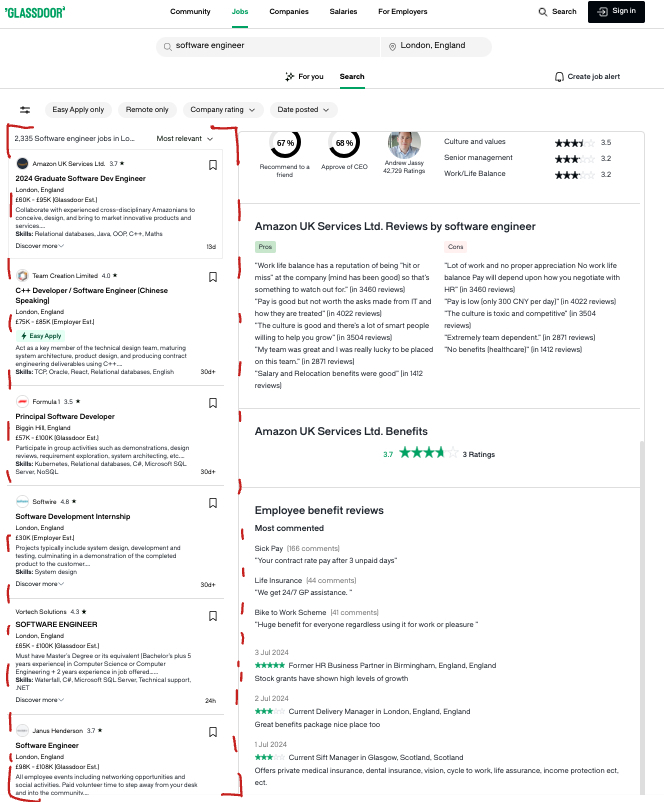 GLASSDOOR
Community Jobs Companies Salaries For Employers Search Sign in
software engineer London, England
For you Search Create job alert
Easy Apply only Remote only Company rating Date posted
2,335 Software engineer jobs in Lo... Most relevant
Amazon UK Services Ltd. 3.7 ★
2024 Graduate Software Dev Engineer
London, England
£60K - £95K (Glassdoor Est.)
Collaborate with experienced cross-disciplinary Amazonians to
conceive, design, and bring to market innovative products and
services...
Skills: Relational databases, Java, OOP, C++, Maths
Discover more 13d
Team Creation Limited 4.0 ★
C++ Developer / Software Engineer (Chinese
Speaking)
London, England
£75K - £85K (Employer Est.)
Easy Apply
Act as a key member of the technical design team, maturing
system architecture, product design, and producing contract
engineering deliverables using C++...
Skills: TCP, Oracle, React, Relational databases, English 30d+
Formula1 3.5 ★
Principal Software Developer
Biggin Hill, England
£57K - £100K (Glassdoor Est.)
Participate in group activities such as demonstrations, design
reviews, requirement exploration, system architecting, etc....
Skills: Kubernetes, Relational databases, C#, Microsoft SQL
Server, NoSQL 30d+
Softwire 4.8 ★
Software Development Internship
London, England
£30K (Employer Est.)
Projects typically include system design, development and
testing, culminating in a demonstration of the completed
product to the customer....
Skills: System design
Discover more 30d+
Vortech Solutions 4.3 ★
SOFTWARE ENGINEER
London, England
£65K - £100K (Glassdoor Est.)
Must have Master's Degree or its equivalent (Bachelor's plus 5
years experience) in Computer Science or Computer
Engineering + 2 years experience in job offered......
Skills: Waterfall, C#, Microsoft SQL Server, Technical support,
.NET
Discover more 24h
Janus Henderson 3.7 ★
Software Engineer
London, England
£98K - £108K (Glassdoor Est.)
All employee events including networking opportunities and
social activities. Paid volunteer time to step away from your desk
and into the community....
67 % 68 %
Recommend to a
friend
Approve of CEO
Andrew Jassy
42,729 Ratings
Culture and values 3.5
Senior management 3.2
Work/Life Balance 3.2
Amazon UK Services Ltd. Reviews by software engineer
Pros
"Work life balance has a reputation of being "hit or
miss" at the company (mind has been good) so that's
something to watch out for." (in 3460 reviews)
"Pay is good but not worth the asks made from IT and
how they are treated" (in 4022 reviews)
"The culture is good and there's a lot of smart people
willing to help you grow" (in 3504 reviews)
"My team was great and I was really lucky to be placed
on this team." (in 2871 reviews)
"Salary and Relocation benefits were good" (in 1412
reviews)
Cons
"Lot of work and no proper appreciation No work life
balance Pay will depend upon how you negotiate with
HR" (in 3460 reviews)
"Pay is low (only 300 CNY per day)" (in 4022 reviews)
"The culture is toxic and competitive" (in 3504
reviews)
"Extremely team dependent." (in 2871 reviews)
"No benefits (healthcare)" (in 1412 reviews)
Amazon UK Services Ltd. Benefits
3.7 3 Ratings
Employee benefit reviews
Most commented
Sick Pay (166 comments)
"Your contract rate pay after 3 unpaid days"
Life Insurance (44 comments)
"We get 24/7 GP assistance. "
Bike to Work Scheme (41 comments)
"Huge benefit for everyone regardless using it for work or pleasure "
3 Jul 2024
Former HR Business Partner in Birmingham, England, England
Stock grants have shown high levels of growth
2 Jul 2024
Current Delivery Manager in London, England, England
Great benefits package nice place too
1 Jul 2024
Current Sift Manager in Glasgow, Scotland, Scotland
Offers private medical insurance, dental insurance, vision, cycle to work, life assurance, income protection ect,
ect.